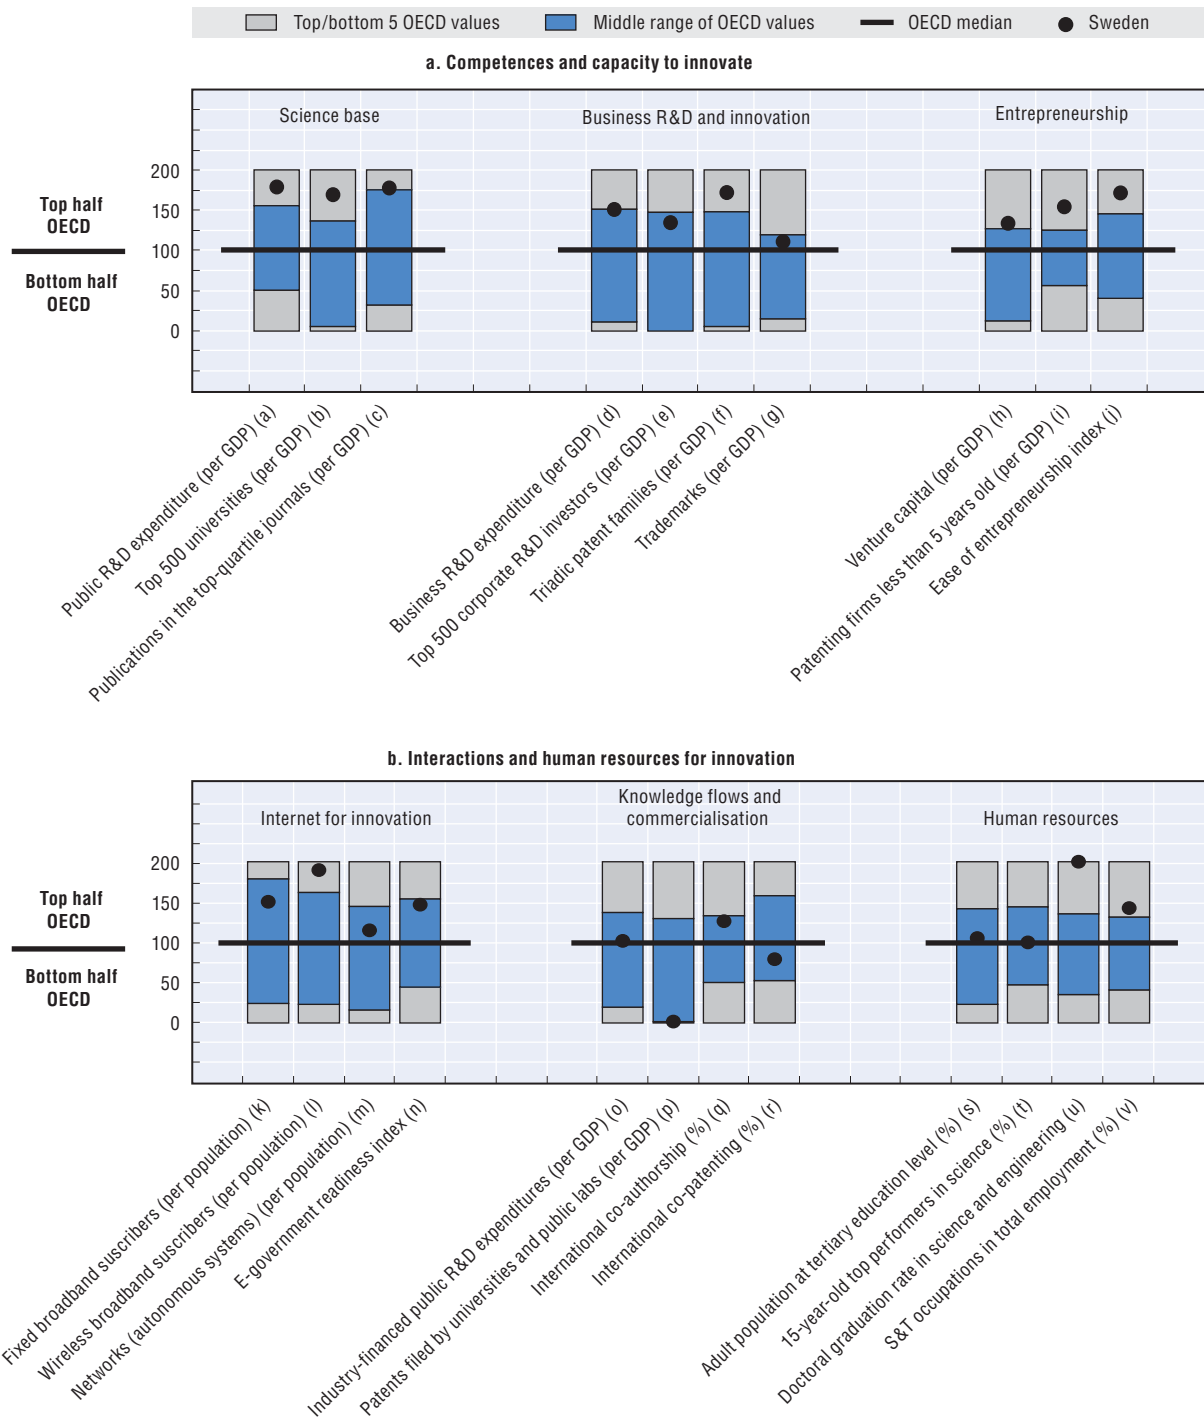 Top/bottom 5 OECD values
Middle range of OECD values
OECD median
Sweden
a. Competences and capacity to innovate
Science base
Business R&D and innovation
Entrepreneurship
200
150
100
50
0
Top half
OECD
Bottom half
OECD
Public R&D expenditure (per GDP) (a)
Top 500 universities (per GDP) (b)
Publications in the top-quartile journals (per GDP) (c)
Business R&D expenditure (per GDP) (d)
Top 500 corporate R&D investors (per GDP) (e)
Triadic patent families (per GDP) (f)
Trademarks (per GDP) (g)
Venture capital (per GDP) (h)
Patenting firms less than 5 years old (per GDP) (i)
Ease of entrepreneurship index (j)
b. Interactions and human resources for innovation
Internet for innovation
Knowledge flows and
commercialisation
Human resources
200
150
100
50
0
Top half
OECD
Bottom half
OECD
Fixed broadband suscribers (per population) (k)
Wireless broadband suscribers (per population) (l)
Networks (autonomous systems) (per population) (m)
E-government readiness index (n)
Industry-financed public R&D expenditures (per GDP) (o)
Patents filed by universities and public labs (per GDP) (p)
International co-authorship (%) (q)
International co-patenting (%) (r)
Adult population at tertiary education level (%) (s)
15-year-old top performers in science (%) (t)
Doctoral graduation rate in science and engineering (u)
S&T occupations in total employment (%) (v)